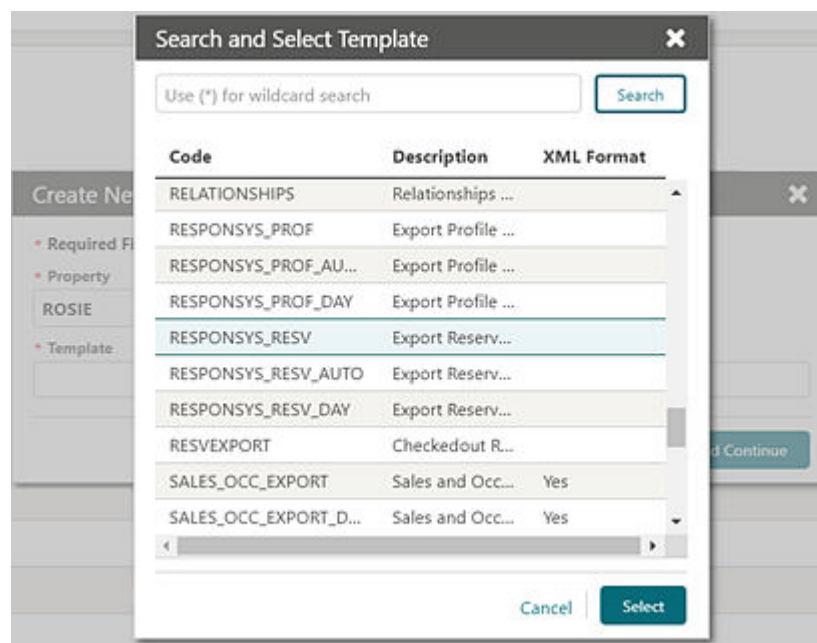 Search and Select Template
Use (*) for wildcard search
Search
Code Description XML Format
RELATIONSHIPS Relationships ...
RESPONSYS_PROF Export Profile ...
RESPONSYS_PROF_AU... Export Profile ...
RESPONSYS_PROF_DAY Export Profile ...
RESPONSYS_RESV Export Reserv...
RESPONSYS_RESV_AUTO Export Reserv...
RESPONSYS_RESV_DAY Export Reserv...
RESVEXPORT Checkedout R...
SALES_OCC_EXPORT Sales and Occ... Yes
SALES_OCC_EXPORT_D... Sales and Occ... Yes
Cancel Select
Create Ne
* Required Fi
* Property
ROSIE
* Template
d Continue